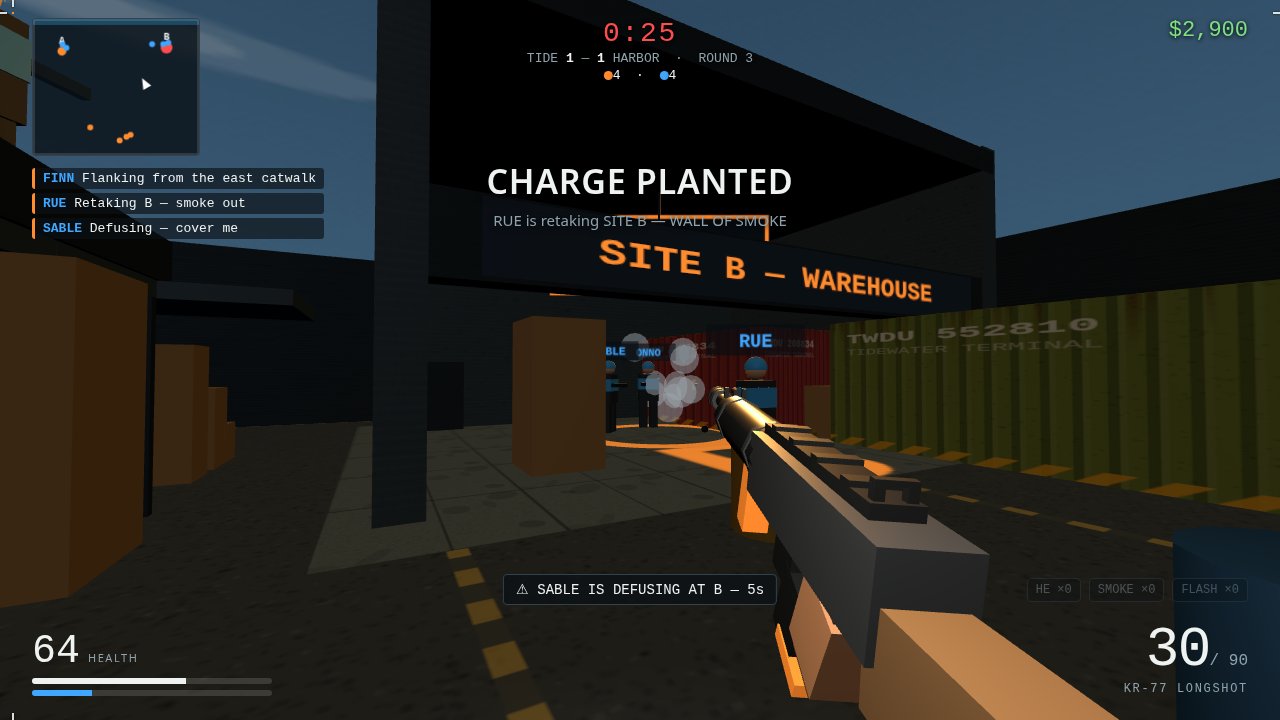 A
B
0:25
TIDE 1 — 1 HARBOR · ROUND 3
4 · 4
$2,900
FINN Flanking from the east catwalk
RUE Retaking B — smoke out
SABLE Defusing — cover me
CHARGE PLANTED
RUE is retaking SITE B — WALL OF SMOKE
SITE B — WAREHOUSE
TWDU 552810
TIDEWATER TERMINAL
BLE
ONNO
RUE
⚠ SABLE IS DEFUSING AT B — 5s
HE ×0
SMOKE ×0
FLASH ×0
64 HEALTH
30 / 90
KR-77 LONGSHOT